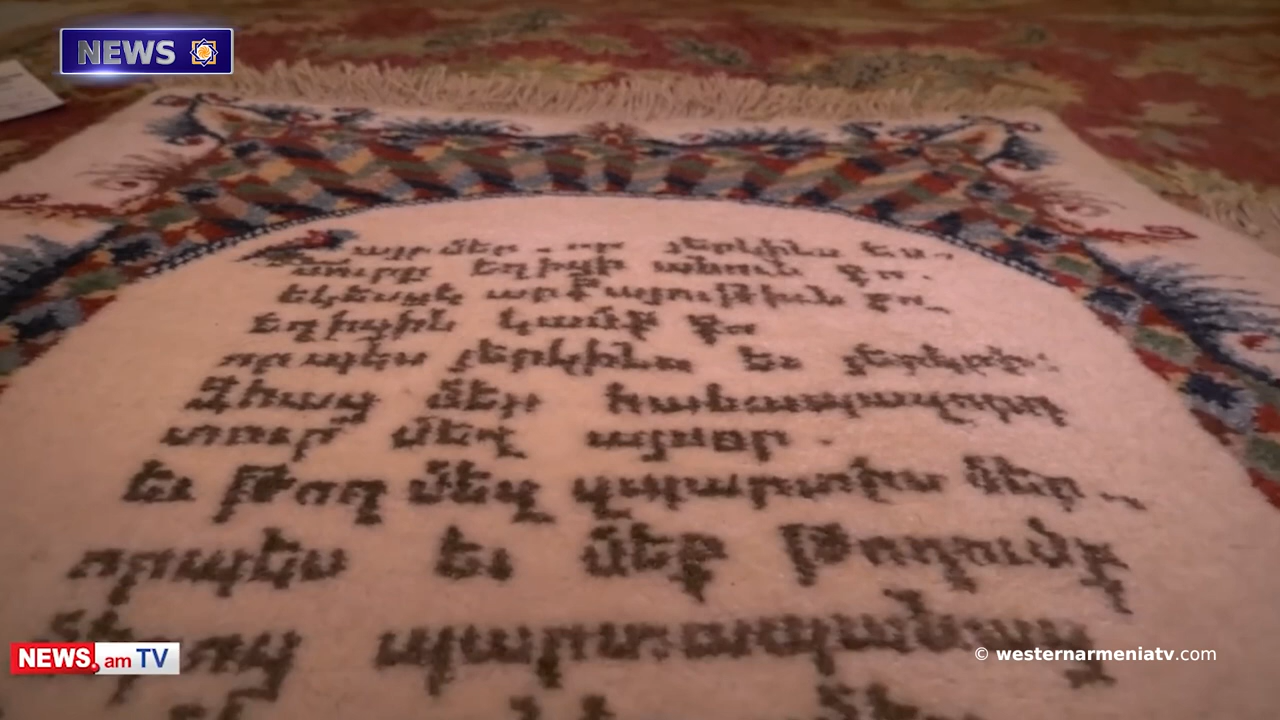 NEWS
այր մեր. որ յերկինս ես,
սուրբ եղիցի անուն քո.
եկեսցէ արքայութիւն քո,
եղիցին կամք քո
որպէս յերկինս եւ յերկրի:
Զհաց մեր հանապազորդ
տուր մեզ այսօր.
եւ թող մեզ զպարտիս մեր,
որպէս եւ մեք թողումք
մերոց պարտապանաց
NEWS.am TV
© westernarmeniatv.com